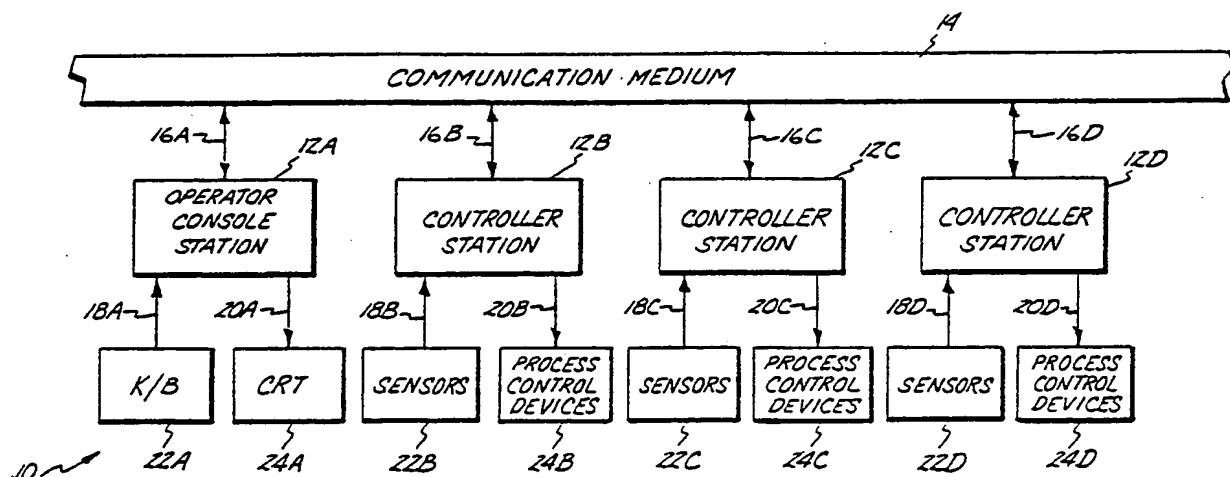 14
COMMUNICATION MEDIUM
16A
16B
16C
16D
12A
12B
12C
12D
OPERATOR
CONSOLE
STATION
CONTROLLER
STATION
CONTROLLER
STATION
CONTROLLER
STATION
18A
20A
18B
20B
18C
20C
18D
20D
K/B
CRT
SENSORS
PROCESS
CONTROL
DEVICES
SENSORS
PROCESS
CONTROL
DEVICES
SENSORS
PROCESS
CONTROL
DEVICES
10
22A
24A
22B
24B
22C
24C
22D
24D